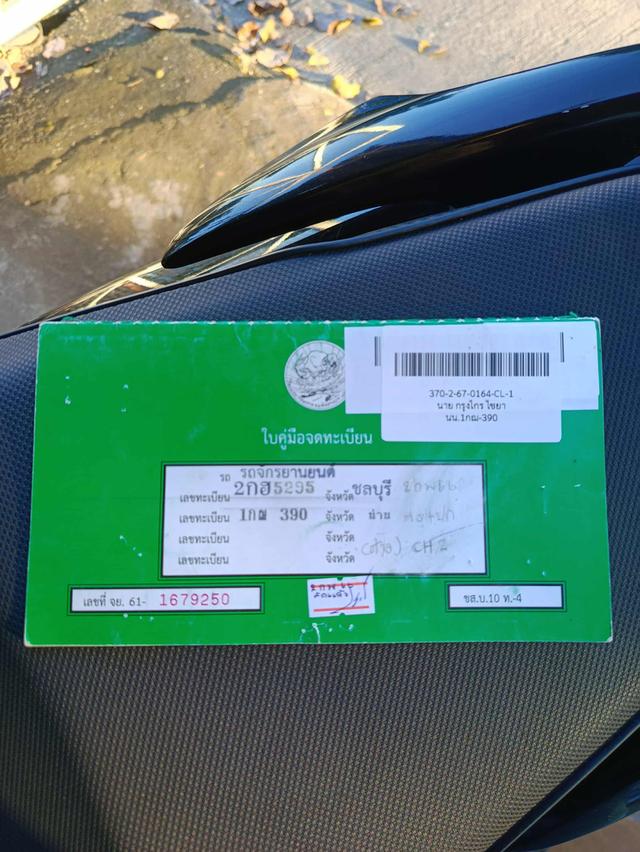 370-2-67-0164-CL-1
นาย กรุงไกร ไชยา
นน.1กฌ-390
ใบคู่มือจดทะเบียน
รถ รถจักรยานยนต์
เลขทะเบียน 2กฮ5295 จังหวัด ชลบุรี
เลขทะเบียน 1กฌ 390 จังหวัด น่าน
เลขทะเบียน จังหวัด
เลขทะเบียน จังหวัด CH2
เลขที่ จย. 61- 1679250
ขส.บ.10 ท.-4